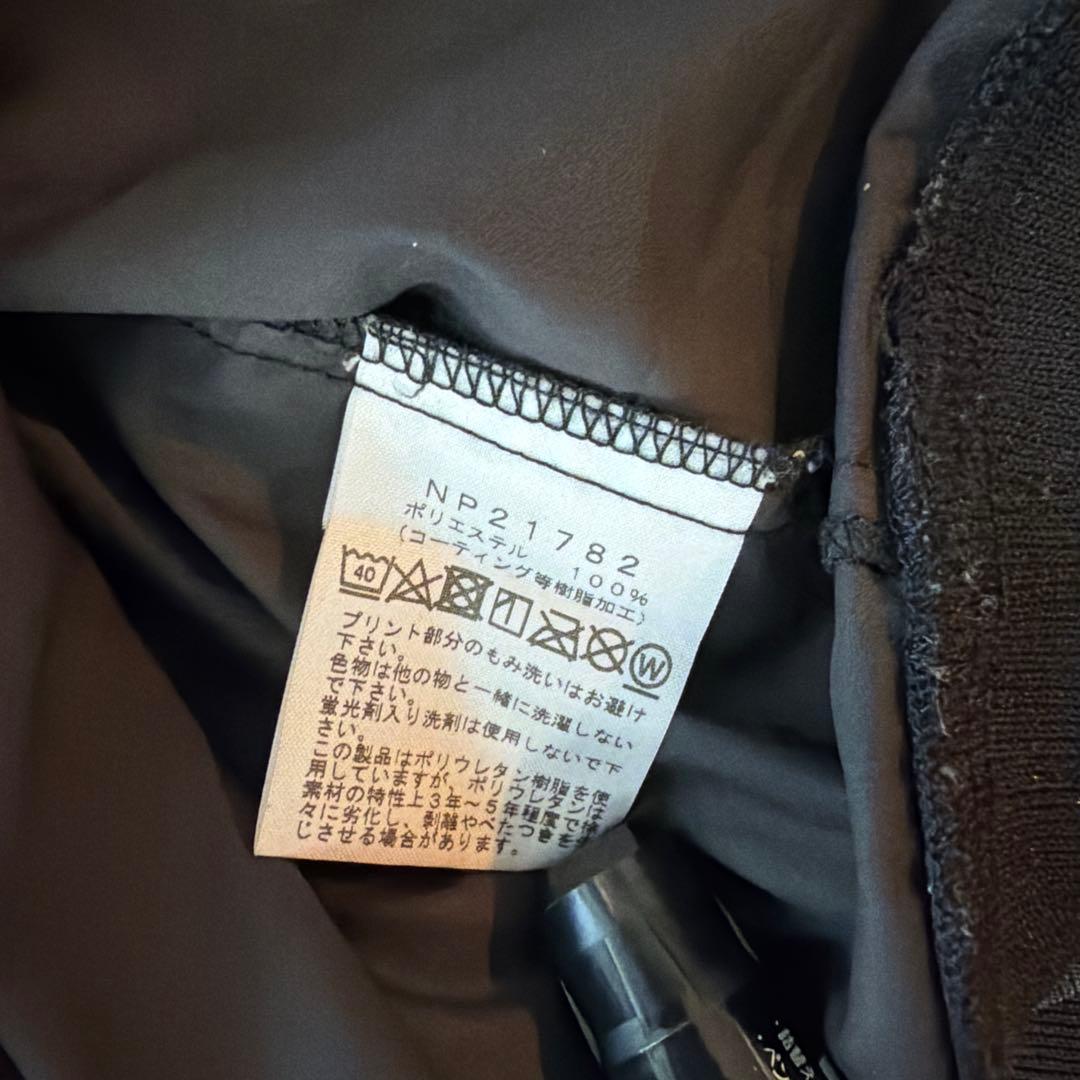 NP21782
ポリエステル 100%
(コーティング等樹脂加工)
40
W
プリント部分のもみ洗いはお避け
下さい。
色物は他の物と一緒に洗濯しない
で下さい。
蛍光剤入り洗剤は使用しないで下
さい。
この製品はポリウレタン樹脂を使
用していますが、ポリウレタンは
素材の特性上3年~5年程度で
々に劣化し、剥離やべたつきを
じさせる場合があります。
詰替え
ペン